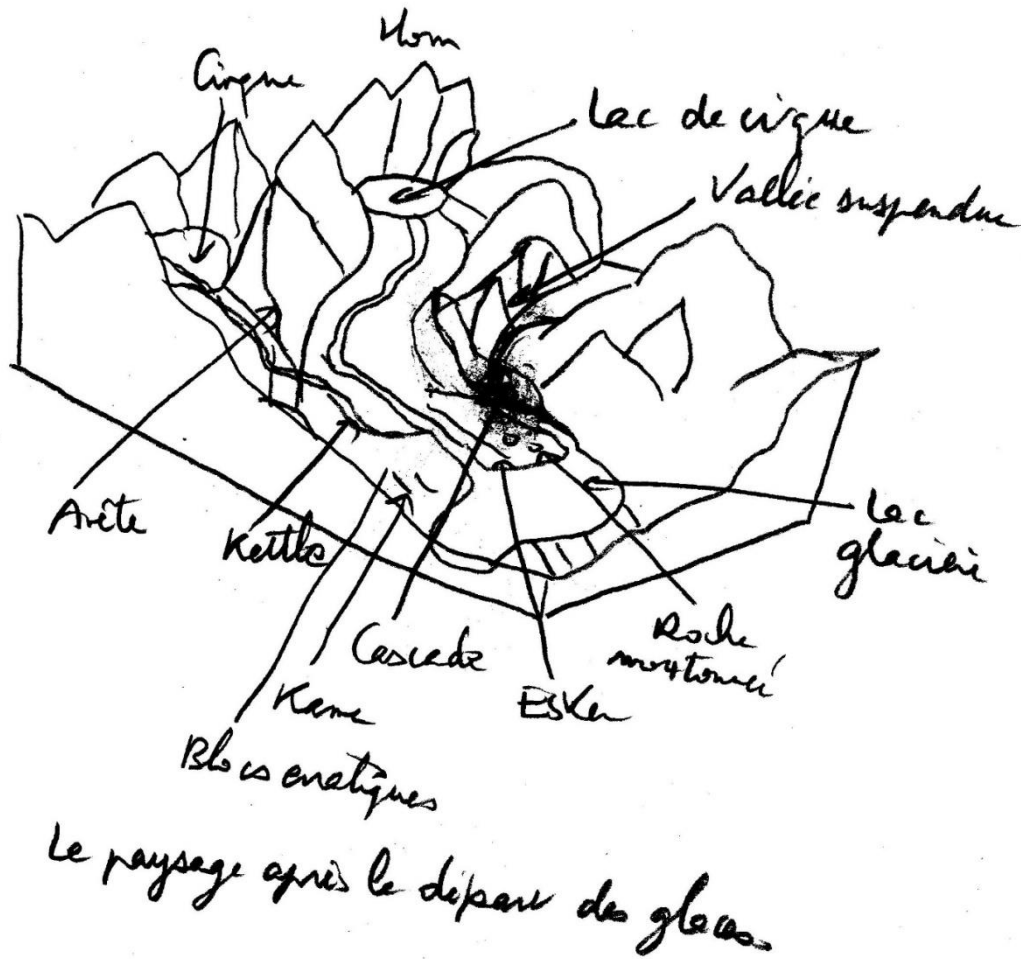 Horn
Cirque
Lac de cirque
Vallée suspendue
Arête
Kettle
Lac
glaciaire
Cascade
Roche
moutonné
Esker
Kame
Blocs erratiques
Le paysage après le départ des glaces